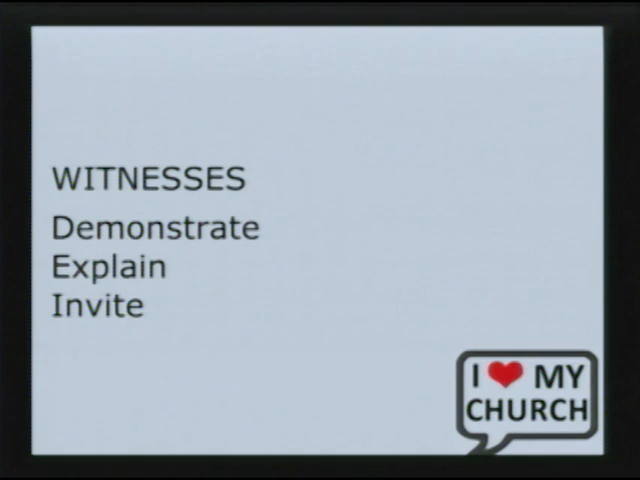 WITNESSES
Demonstrate
Explain
Invite
I ❤ MY
CHURCH